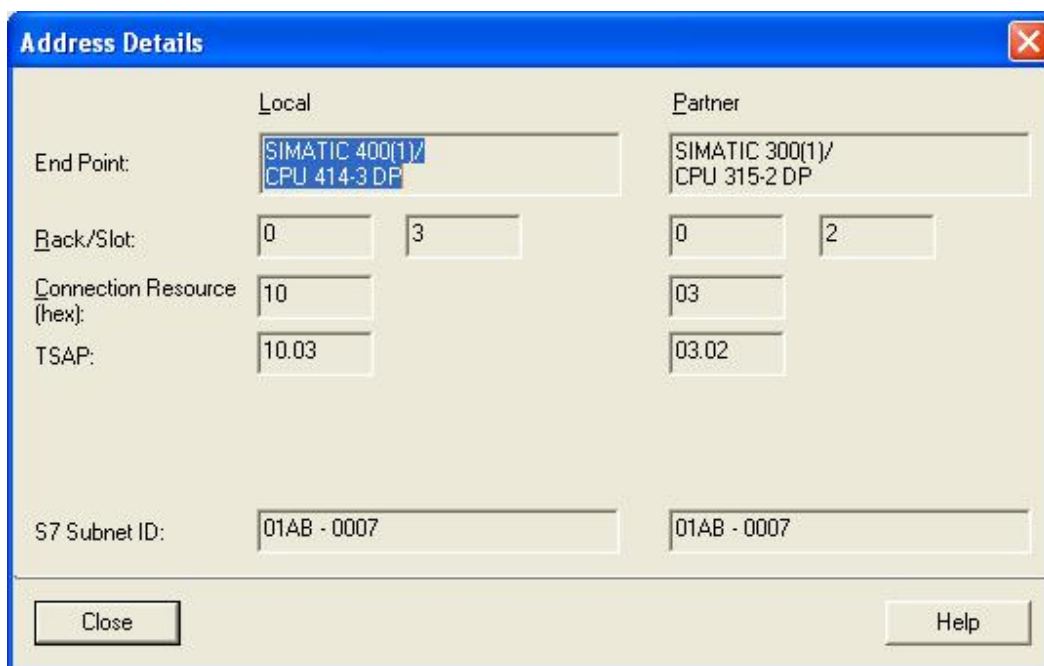 Address Details
Local Partner
End Point: SIMATIC 400(1)/ SIMATIC 300(1)/
CPU 414-3 DP CPU 315-2 DP
Rack/Slot: 0 3 0 2
Connection Resource 10 03
(hex):
TSAP: 10.03 03.02
S7 Subnet ID: 01AB - 0007 01AB - 0007
Close Help